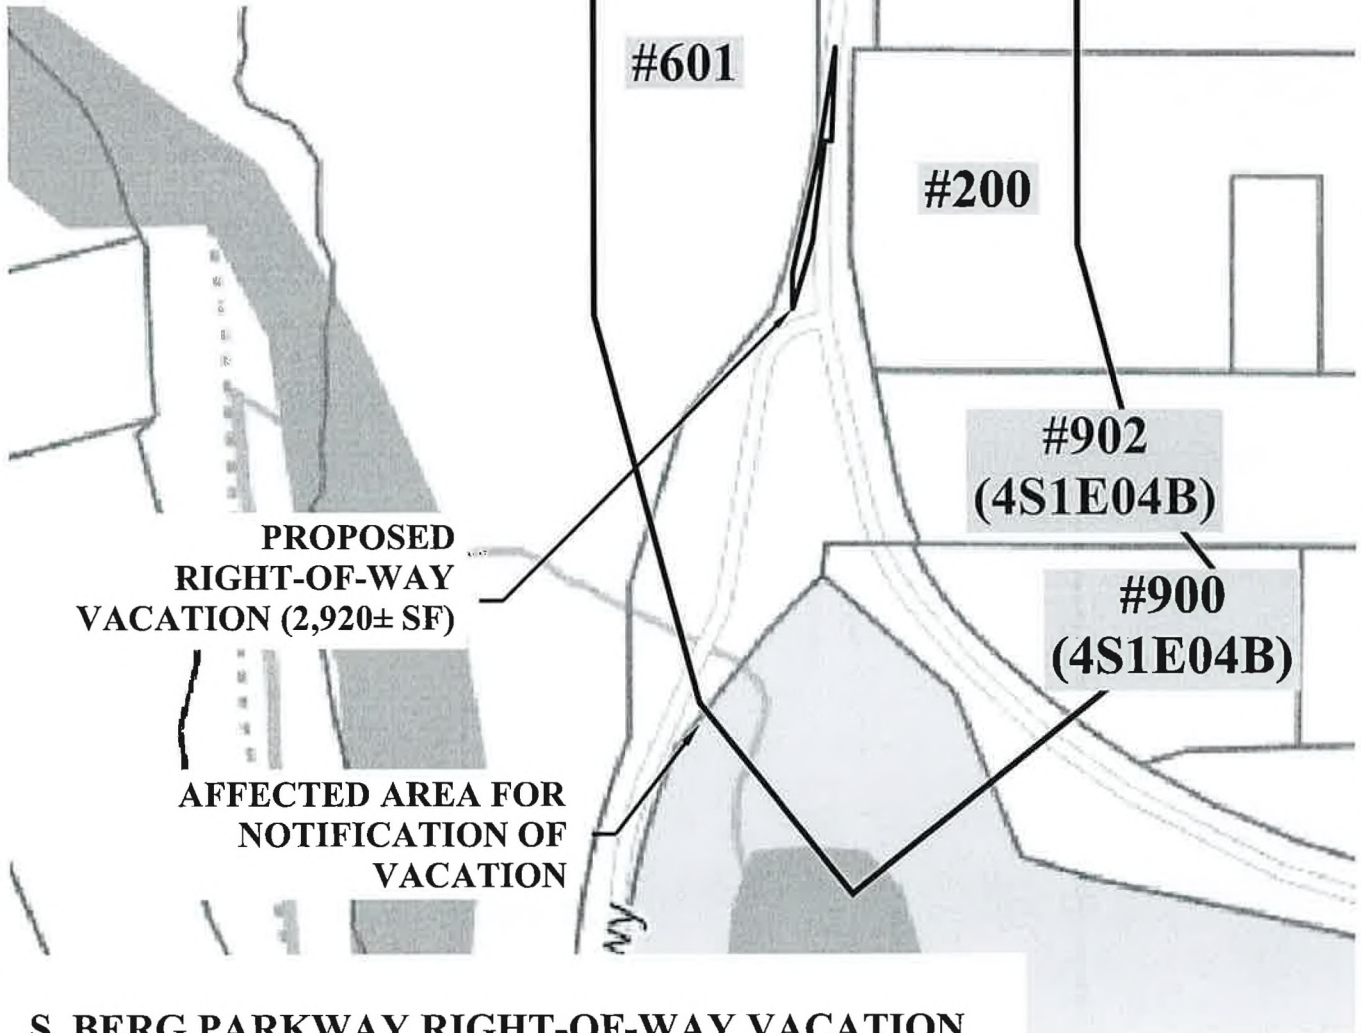 #601
#200
#902
(4S1E04B)
#900
(4S1E04B)
PROPOSED
RIGHT-OF-WAY
VACATION (2,920± SF)
AFFECTED AREA FOR
NOTIFICATION OF
VACATION
S. BERG PARKWAY RIGHT-OF-WAY VACATION